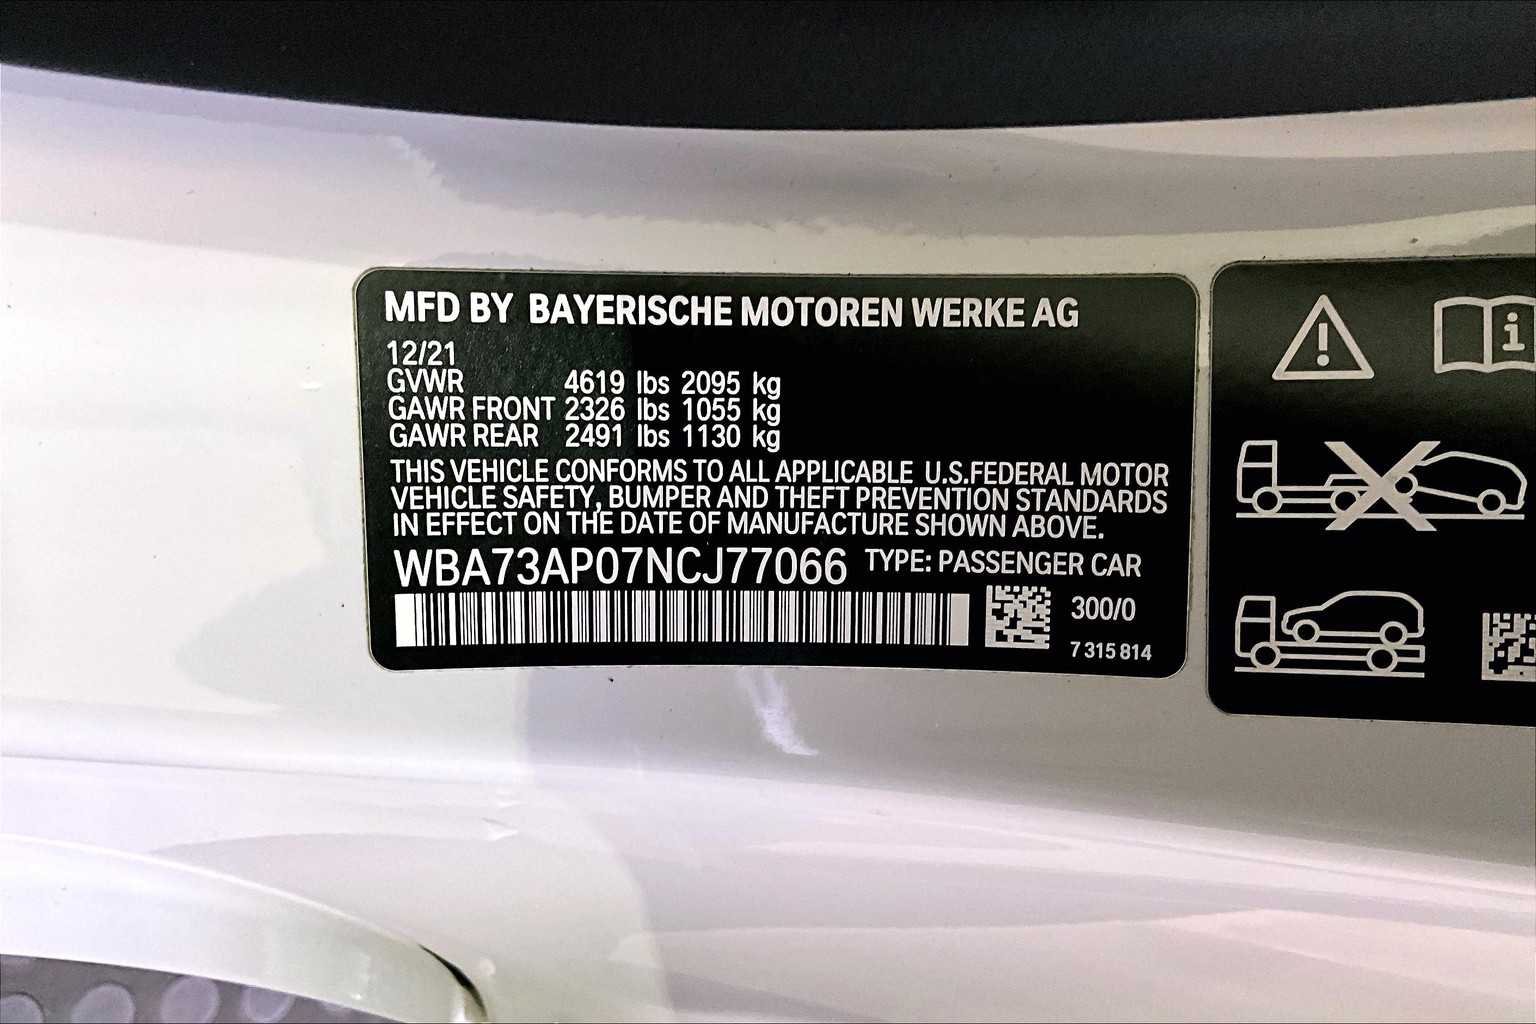 MFD BY BAYERISCHE MOTOREN WERKE AG
12/21
GVWR 4619 lbs 2095 kg
GAWR FRONT 2326 lbs 1055 kg
GAWR REAR 2491 lbs 1130 kg
THIS VEHICLE CONFORMS TO ALL APPLICABLE U.S.FEDERAL MOTOR
VEHICLE SAFETY, BUMPER AND THEFT PREVENTION STANDARDS
IN EFFECT ON THE DATE OF MANUFACTURE SHOWN ABOVE.
WBA73AP07NCJ77066 TYPE: PASSENGER CAR
300/0
7 315 814